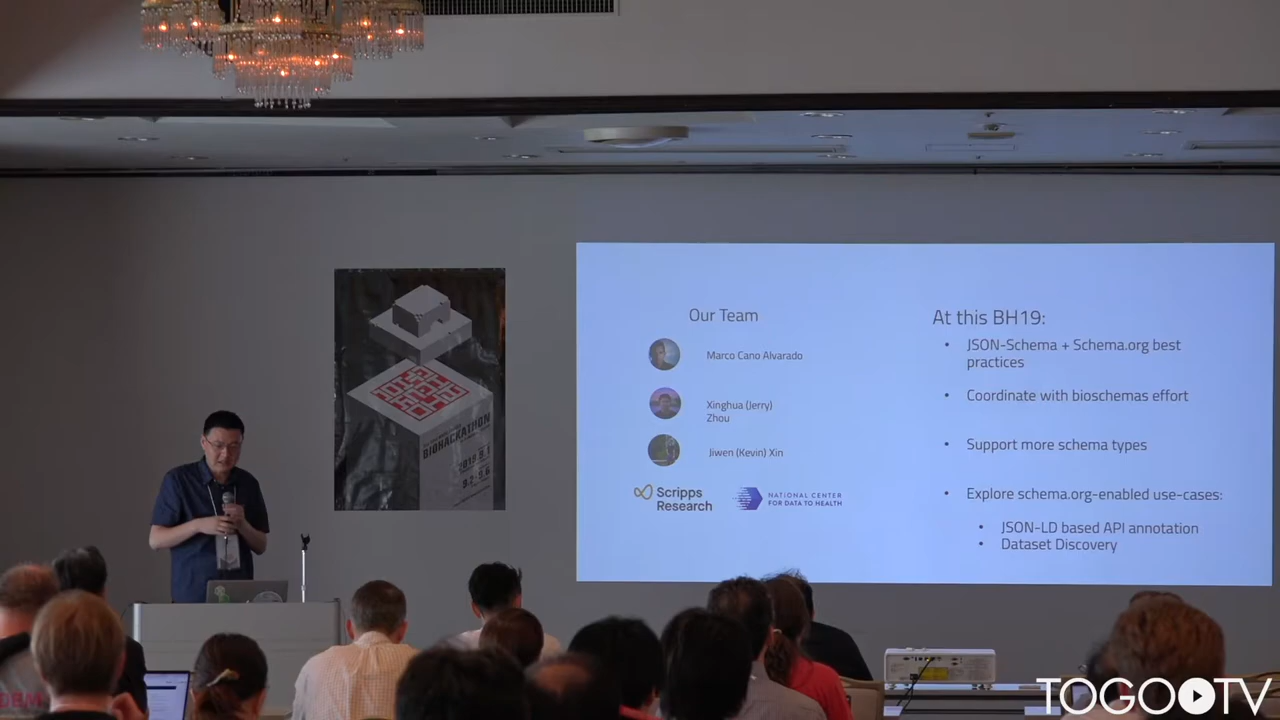 Our Team
Marco Cano Alvarado
Xinghua (Jerry)
Zhou
Jiwen (Kevin) Xin
Scripps
Research
NATIONAL CENTER
FOR DATA TO HEALTH
At this BH19:
• JSON-Schema + Schema.org best
practices
• Coordinate with bioschemas effort
• Support more schema types
• Explore schema.org-enabled use-cases:
• JSON-LD based API annotation
• Dataset Discovery
BIOHACKATHON
TOGOTV